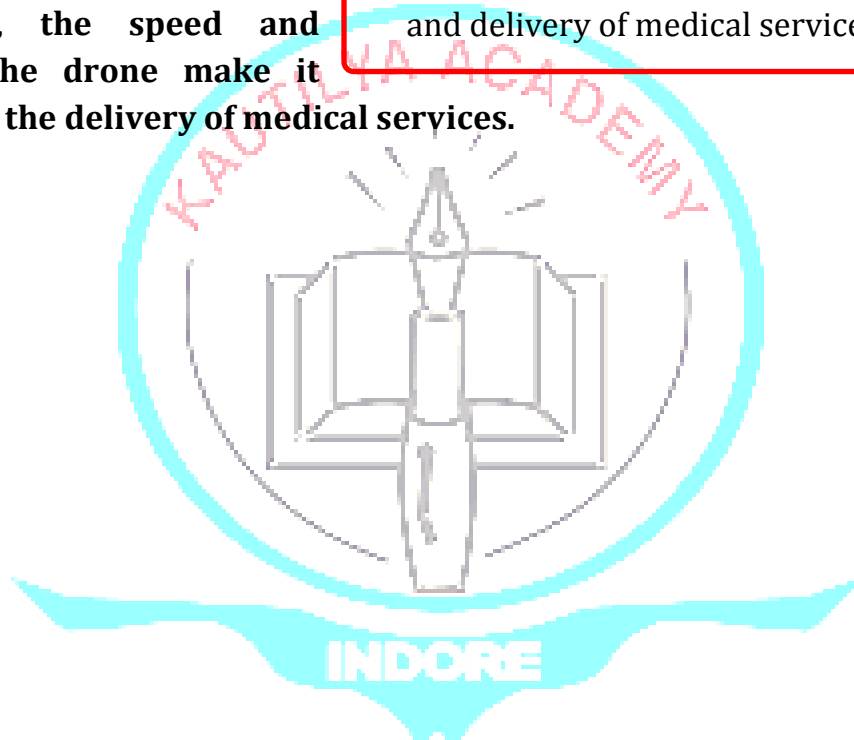 , the speed and
he drone make it
the delivery of medical services.
and delivery of medical service
KAUTILYA ACADEMY
INDORE